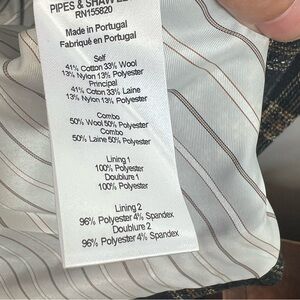 PIPES & SHAW
RN155820
Made in Portugal
Fabriqué en Portugal
Self
41% Cotton 33% Wool
13% Nylon 13% Polyester
Principal
41% Cotton 33% Laine
13% Nylon 13% Polyester
Combo
50% Wool 50% Polyester
Combo
50% Laine 50% Polyester
Lining 1
100% Polyester
Doublure 1
100% Polyester
Lining 2
96% Polyester 4% Spandex
Doublure 2
96% Polyester 4% Spandex